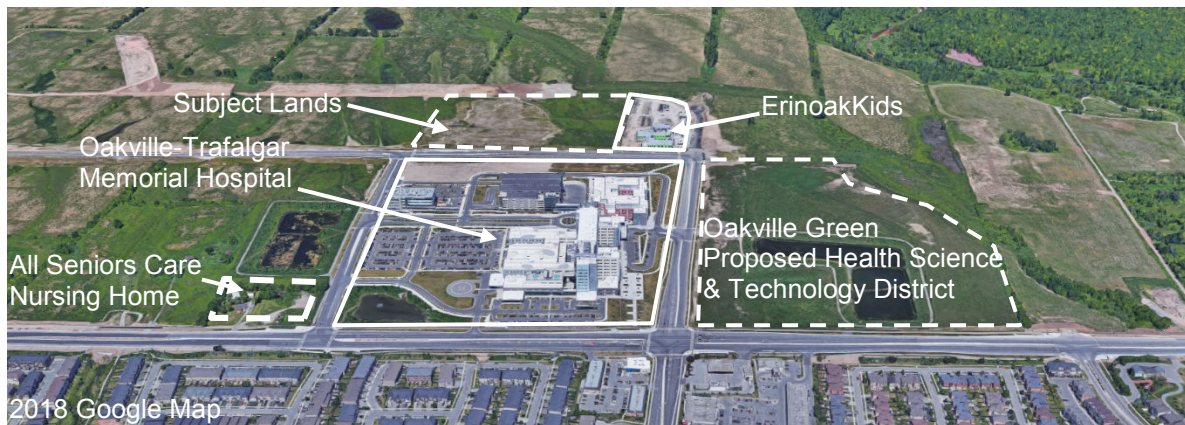 Subject Lands
ErinoakKids
Oakville-Trafalgar
Memorial Hospital
Oakville Green
Proposed Health Science
& Technology District
All Seniors Care
Nursing Home
2018 Google Map